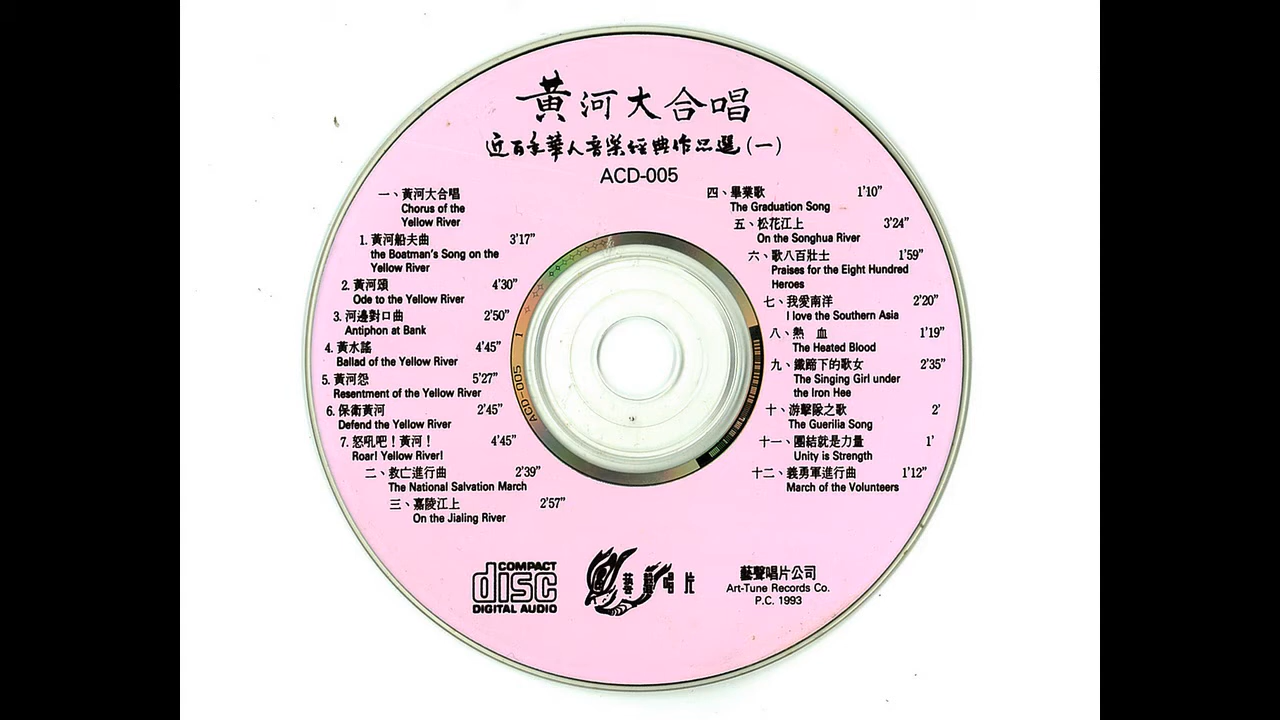 黃河大合唱
近百年華人音樂經典作品選(一)
ACD-005
一、黃河大合唱
Chorus of the
Yellow River
1. 黃河船夫曲 3'17"
the Boatman's Song on the
Yellow River
2. 黃河頌 4'30"
Ode to the Yellow River
3. 河邊對口曲 2'50"
Antiphon at Bank
4. 黃水謠 4'45"
Ballad of the Yellow River
5. 黃河怨 5'27"
Resentment of the Yellow River
6. 保衛黃河 2'45"
Defend the Yellow River
7. 怒吼吧！黃河！ 4'45"
Roar! Yellow River!
二、救亡進行曲 2'39"
The National Salvation March
三、嘉陵江上 2'57"
On the Jialing River
四、畢業歌 1'10"
The Graduation Song
五、松花江上 3'24"
On the Songhua River
六、歌八百壯士 1'59"
Praises for the Eight Hundred
Heroes
七、我愛南洋 2'20"
I love the Southern Asia
八、熱 血 1'19"
The Heated Blood
九、鐵蹄下的歌女 2'35"
The Singing Girl under
the Iron Hee
十、游擊隊之歌 2'
The Guerilia Song
十一、團結就是力量 1'
Unity is Strength
十二、義勇軍進行曲 1'12"
March of the Volunteers
ACD-005 1
COMPACT
disc
DIGITAL AUDIO
藝聲唱片
藝聲唱片公司
Art-Tune Records Co.
P.C. 1993